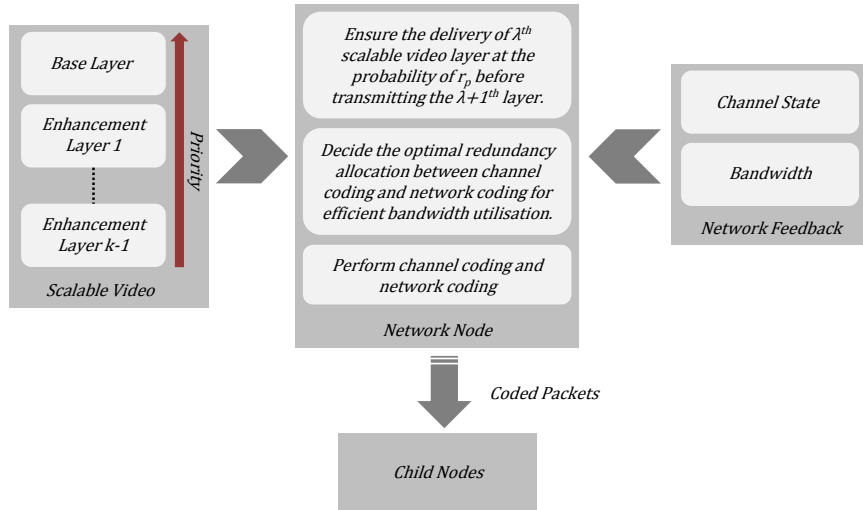 Base Layer
Enhancement
Layer 1
Enhancement
Layer k-1
Priority
Scalable Video
Ensure the delivery of λth
scalable video layer at the
probability of rp before
transmitting the λ+1th layer.
Decide the optimal redundancy
allocation between channel
coding and network coding for
efficient bandwidth utilisation.
Perform channel coding and
network coding
Network Node
Channel State
Bandwidth
Network Feedback
Coded Packets
Child Nodes